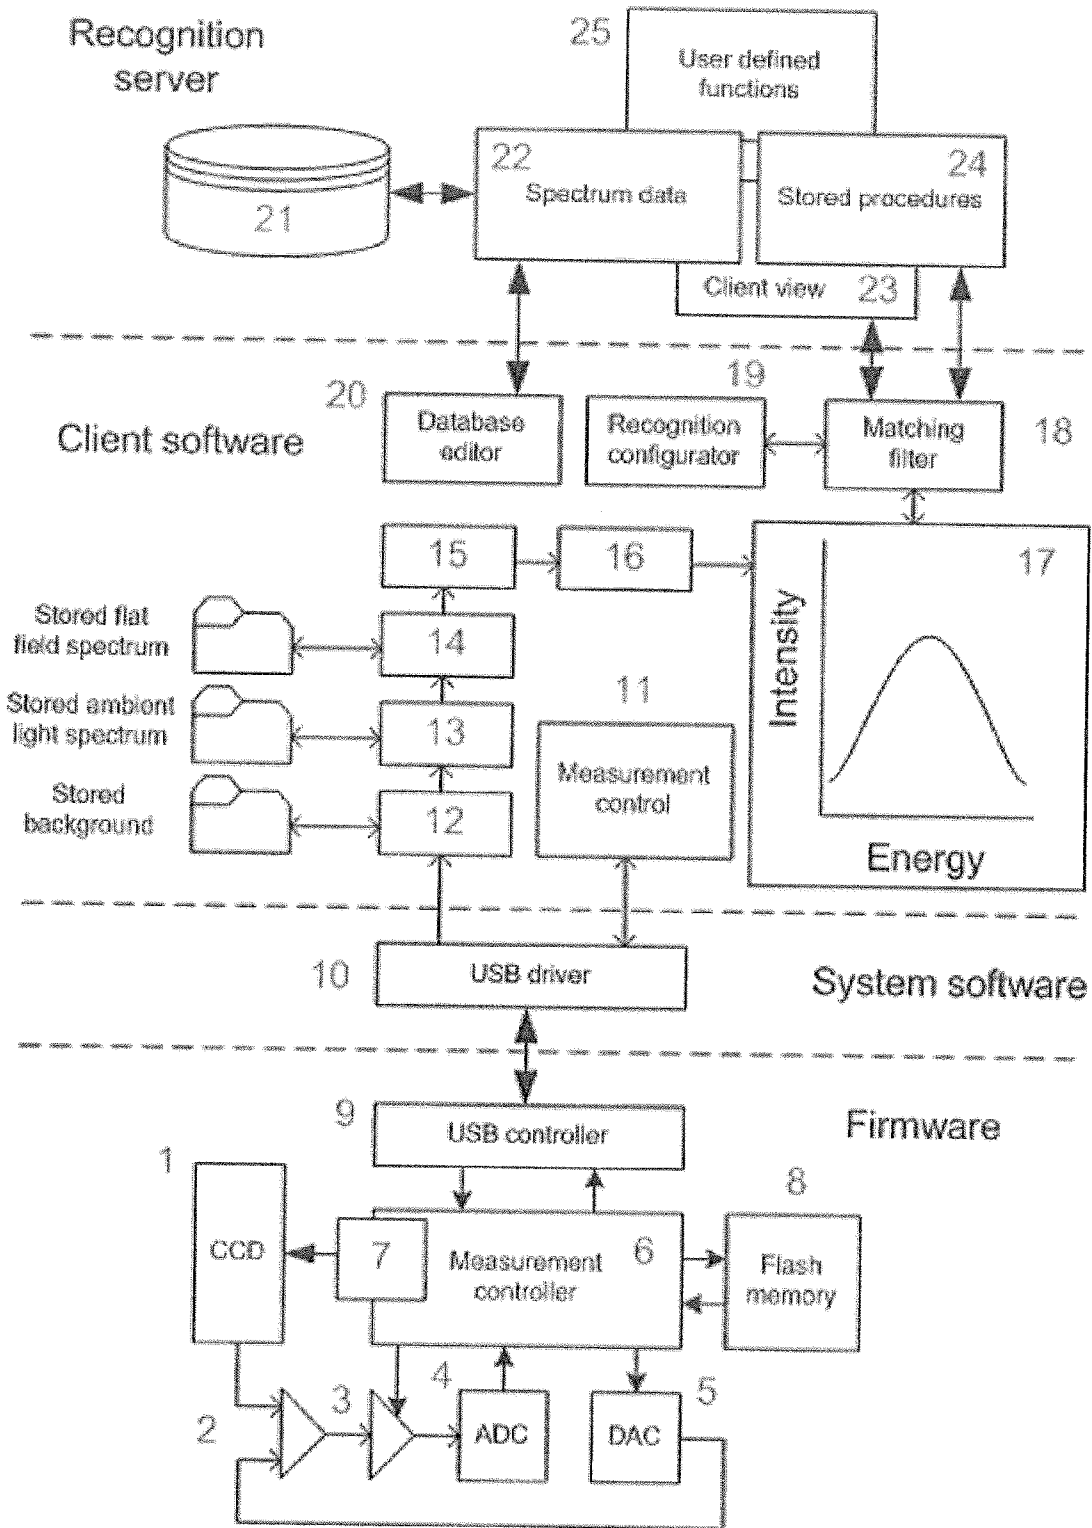 Recognition
server
25
User defined
functions
22
Spectrum data
24
Stored procedures
21
Client view
23
19
20
Database
editor
Recognition
configurator
Matching
filter
18
Client software
15
16
17
Stored flat
field spectrum
14
Intensity
11
Stored ambiont
light spectrum
13
Measurement
control
Stored
background
12
Energy
10
USB driver
System software
9
USB controller
Firmware
1
8
CCD
7
Measurement
controller
6
Flash
memory
2
3
4
ADC
DAC
5